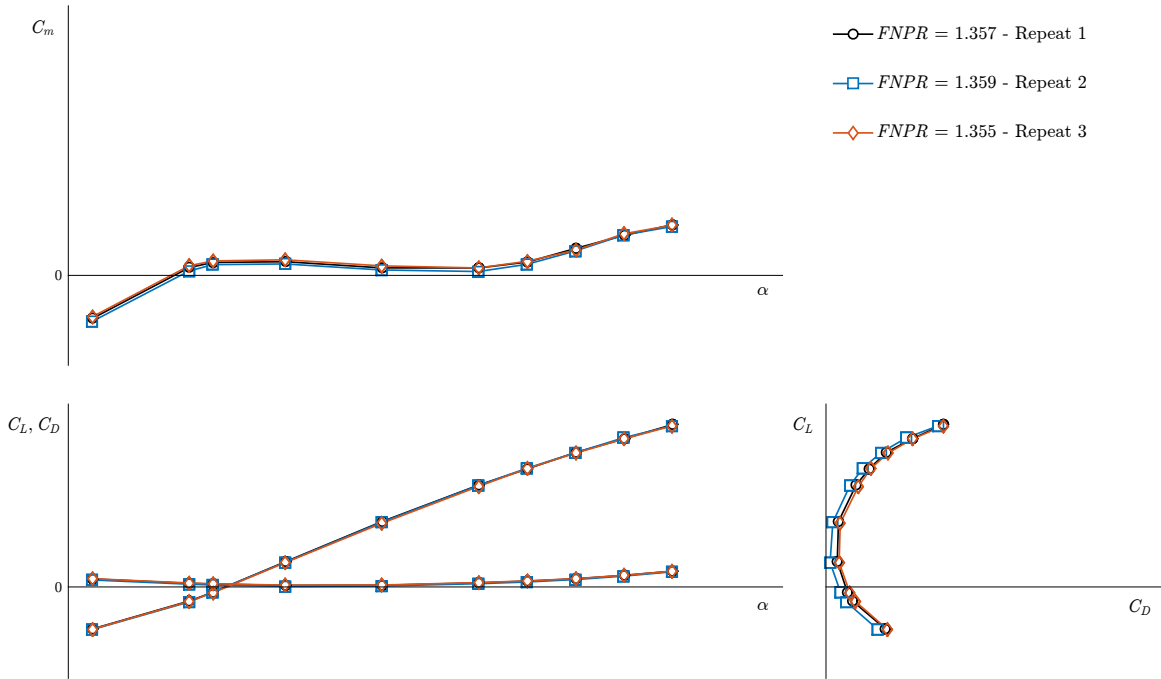 C_m
FNPR = 1.357 - Repeat 1
FNPR = 1.359 - Repeat 2
FNPR = 1.355 - Repeat 3
0
α
C_L, C_D
0
α
C_L
C_D